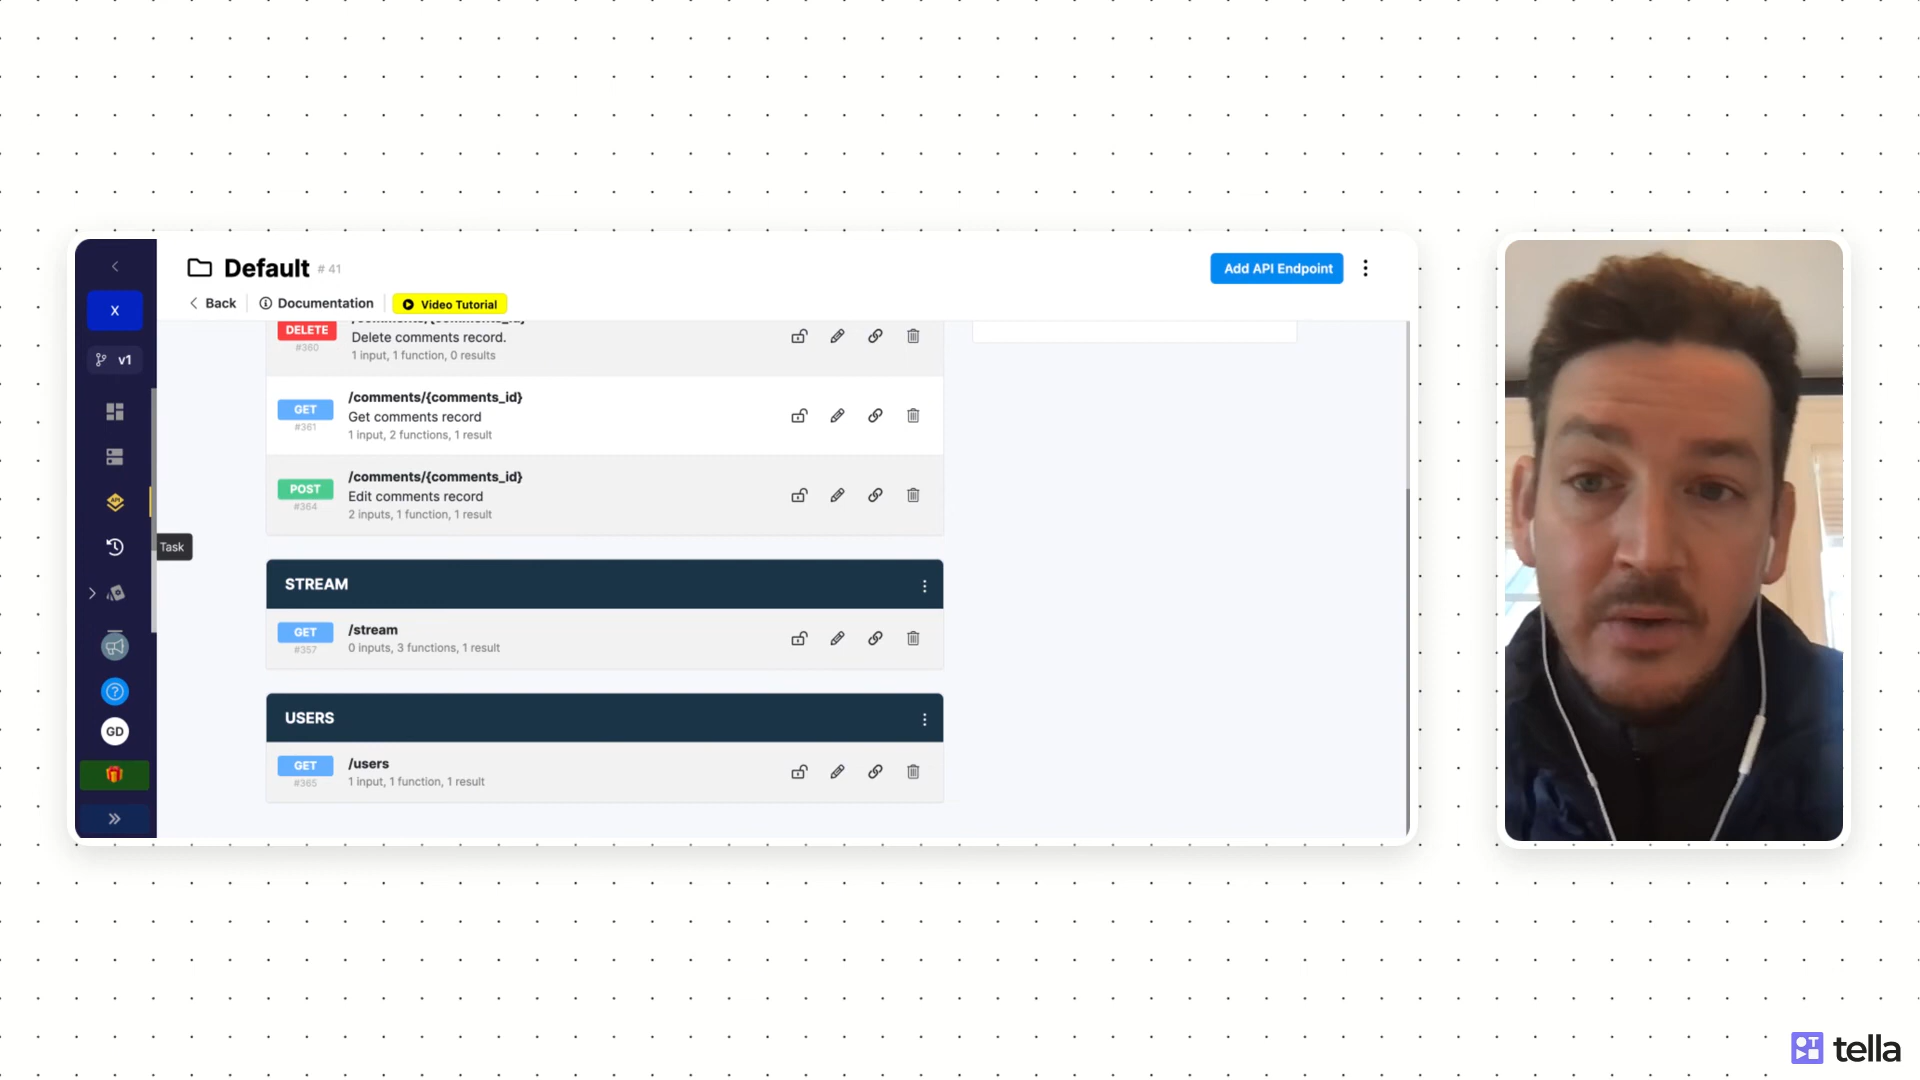 Default # 41
Add API Endpoint
Back
Documentation
Video Tutorial
X
v1
Task
GD
DELETE
#360
/comments/{comments_id}
Delete comments record.
1 input, 1 function, 0 results
GET
#361
/comments/{comments_id}
Get comments record
1 input, 2 functions, 1 result
POST
#364
/comments/{comments_id}
Edit comments record
2 inputs, 1 function, 1 result
STREAM
GET
#357
/stream
0 inputs, 3 functions, 1 result
USERS
GET
#365
/users
1 input, 1 function, 1 result
tella